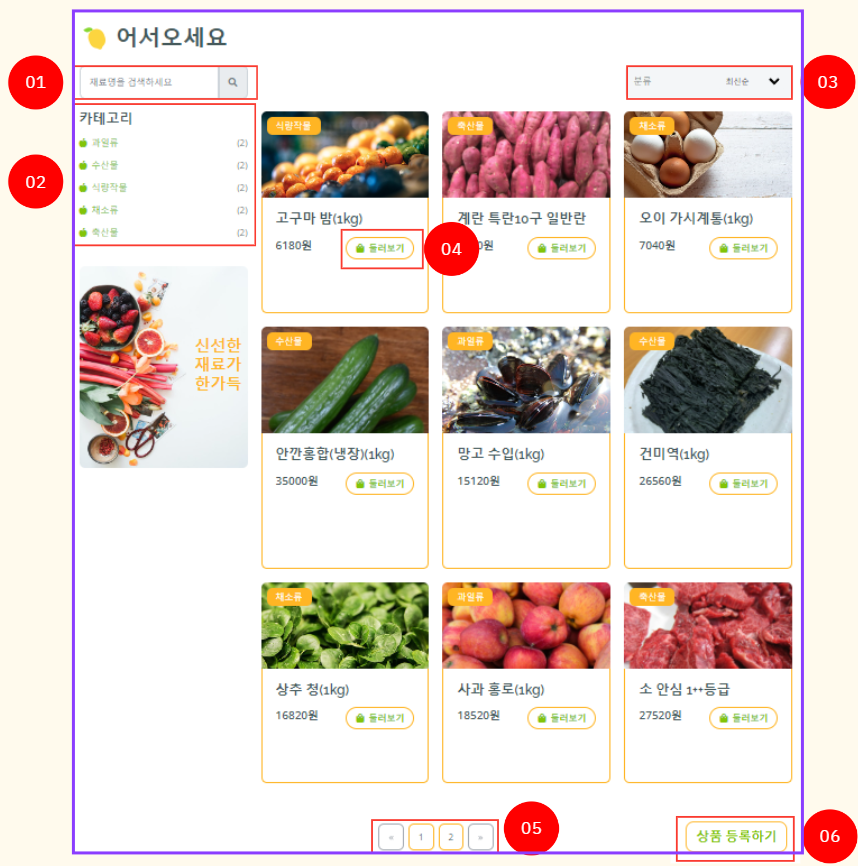 어서오세요
01
재료명을 검색하세요
분류 최신순
03
카테고리
과일류 (2)
수산물 (2)
식량작물 (2)
채소류 (2)
축산물 (2)
02
신선한
재료가
한가득
식량작물
고구마 밤(1kg)
6180원 둘러보기
04
축산물
계란 특란10구 일반란
0원 둘러보기
채소류
오이 가시계통(1kg)
7040원 둘러보기
수산물
안깐홍합(냉장)(1kg)
35000원 둘러보기
과일류
망고 수입(1kg)
15120원 둘러보기
수산물
건미역(1kg)
26560원 둘러보기
채소류
상추 청(1kg)
16820원 둘러보기
과일류
사과 홍로(1kg)
18520원 둘러보기
축산물
소 안심 1++등급
27520원 둘러보기
« 1 2 »
05
상품 등록하기
06